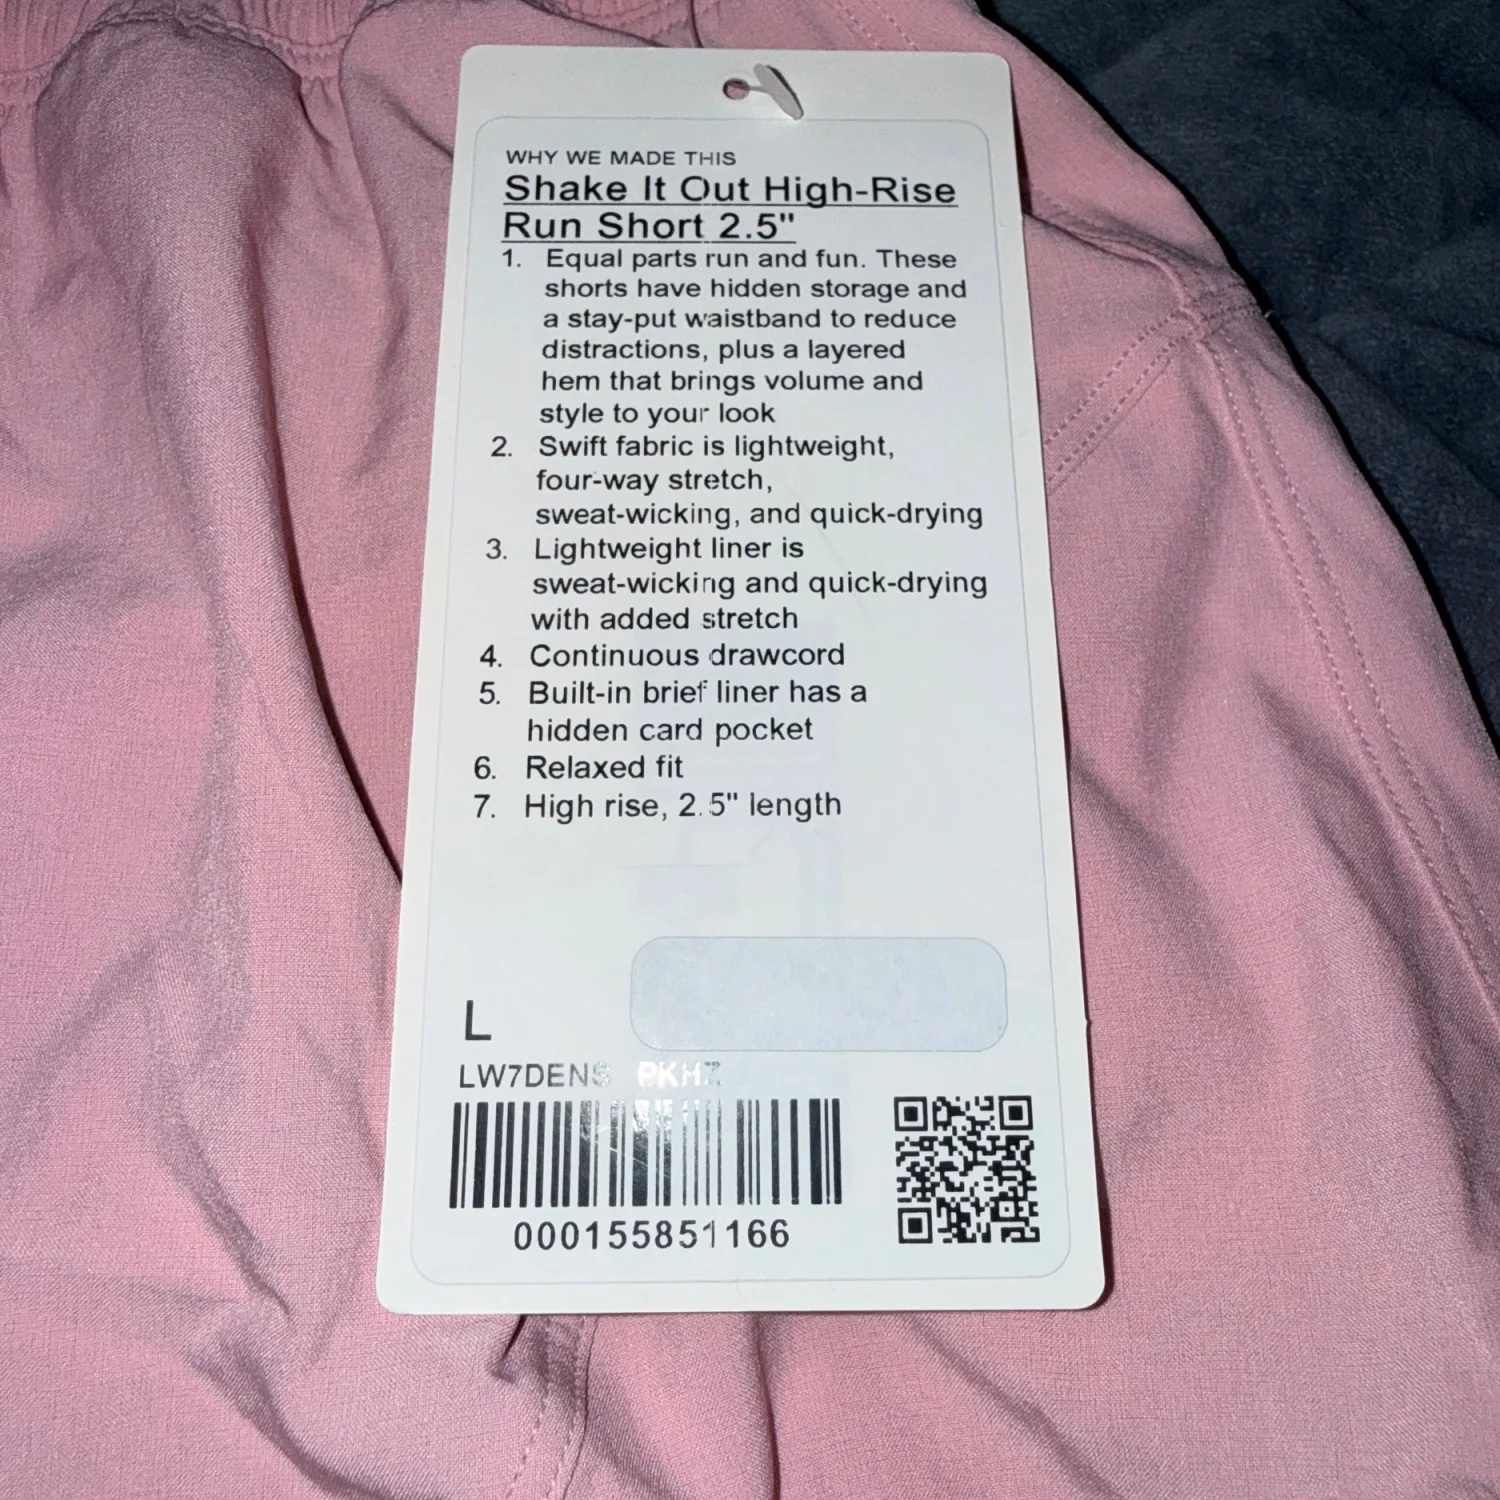 WHY WE MADE THIS
Shake It Out High-Rise
Run Short 2.5"
1. Equal parts run and fun. These
shorts have hidden storage and
a stay-put waistband to reduce
distractions, plus a layered
hem that brings volume and
style to your look
2. Swift fabric is lightweight,
four-way stretch,
sweat-wicking, and quick-drying
3. Lightweight liner is
sweat-wicking and quick-drying
with added stretch
4. Continuous drawcord
5. Built-in brief liner has a
hidden card pocket
6. Relaxed fit
7. High rise, 2.5" length
L
LW7DENS PKHZ
000155851166